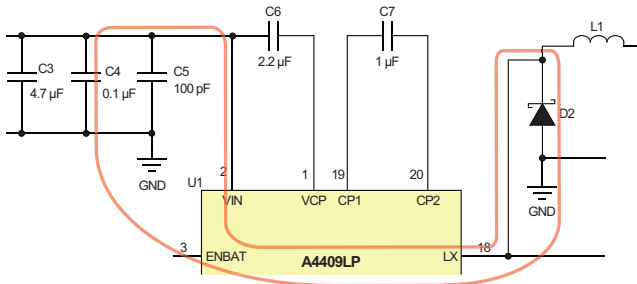 C6
C7
L1
2.2 µF
1 µF
C3
C4
C5
4.7 µF
0.1 µF
100 pF
D2
GND
2
1
19
20
U1
VIN
VCP
CP1
CP2
GND
3
ENBAT
A4409LP
LX
18